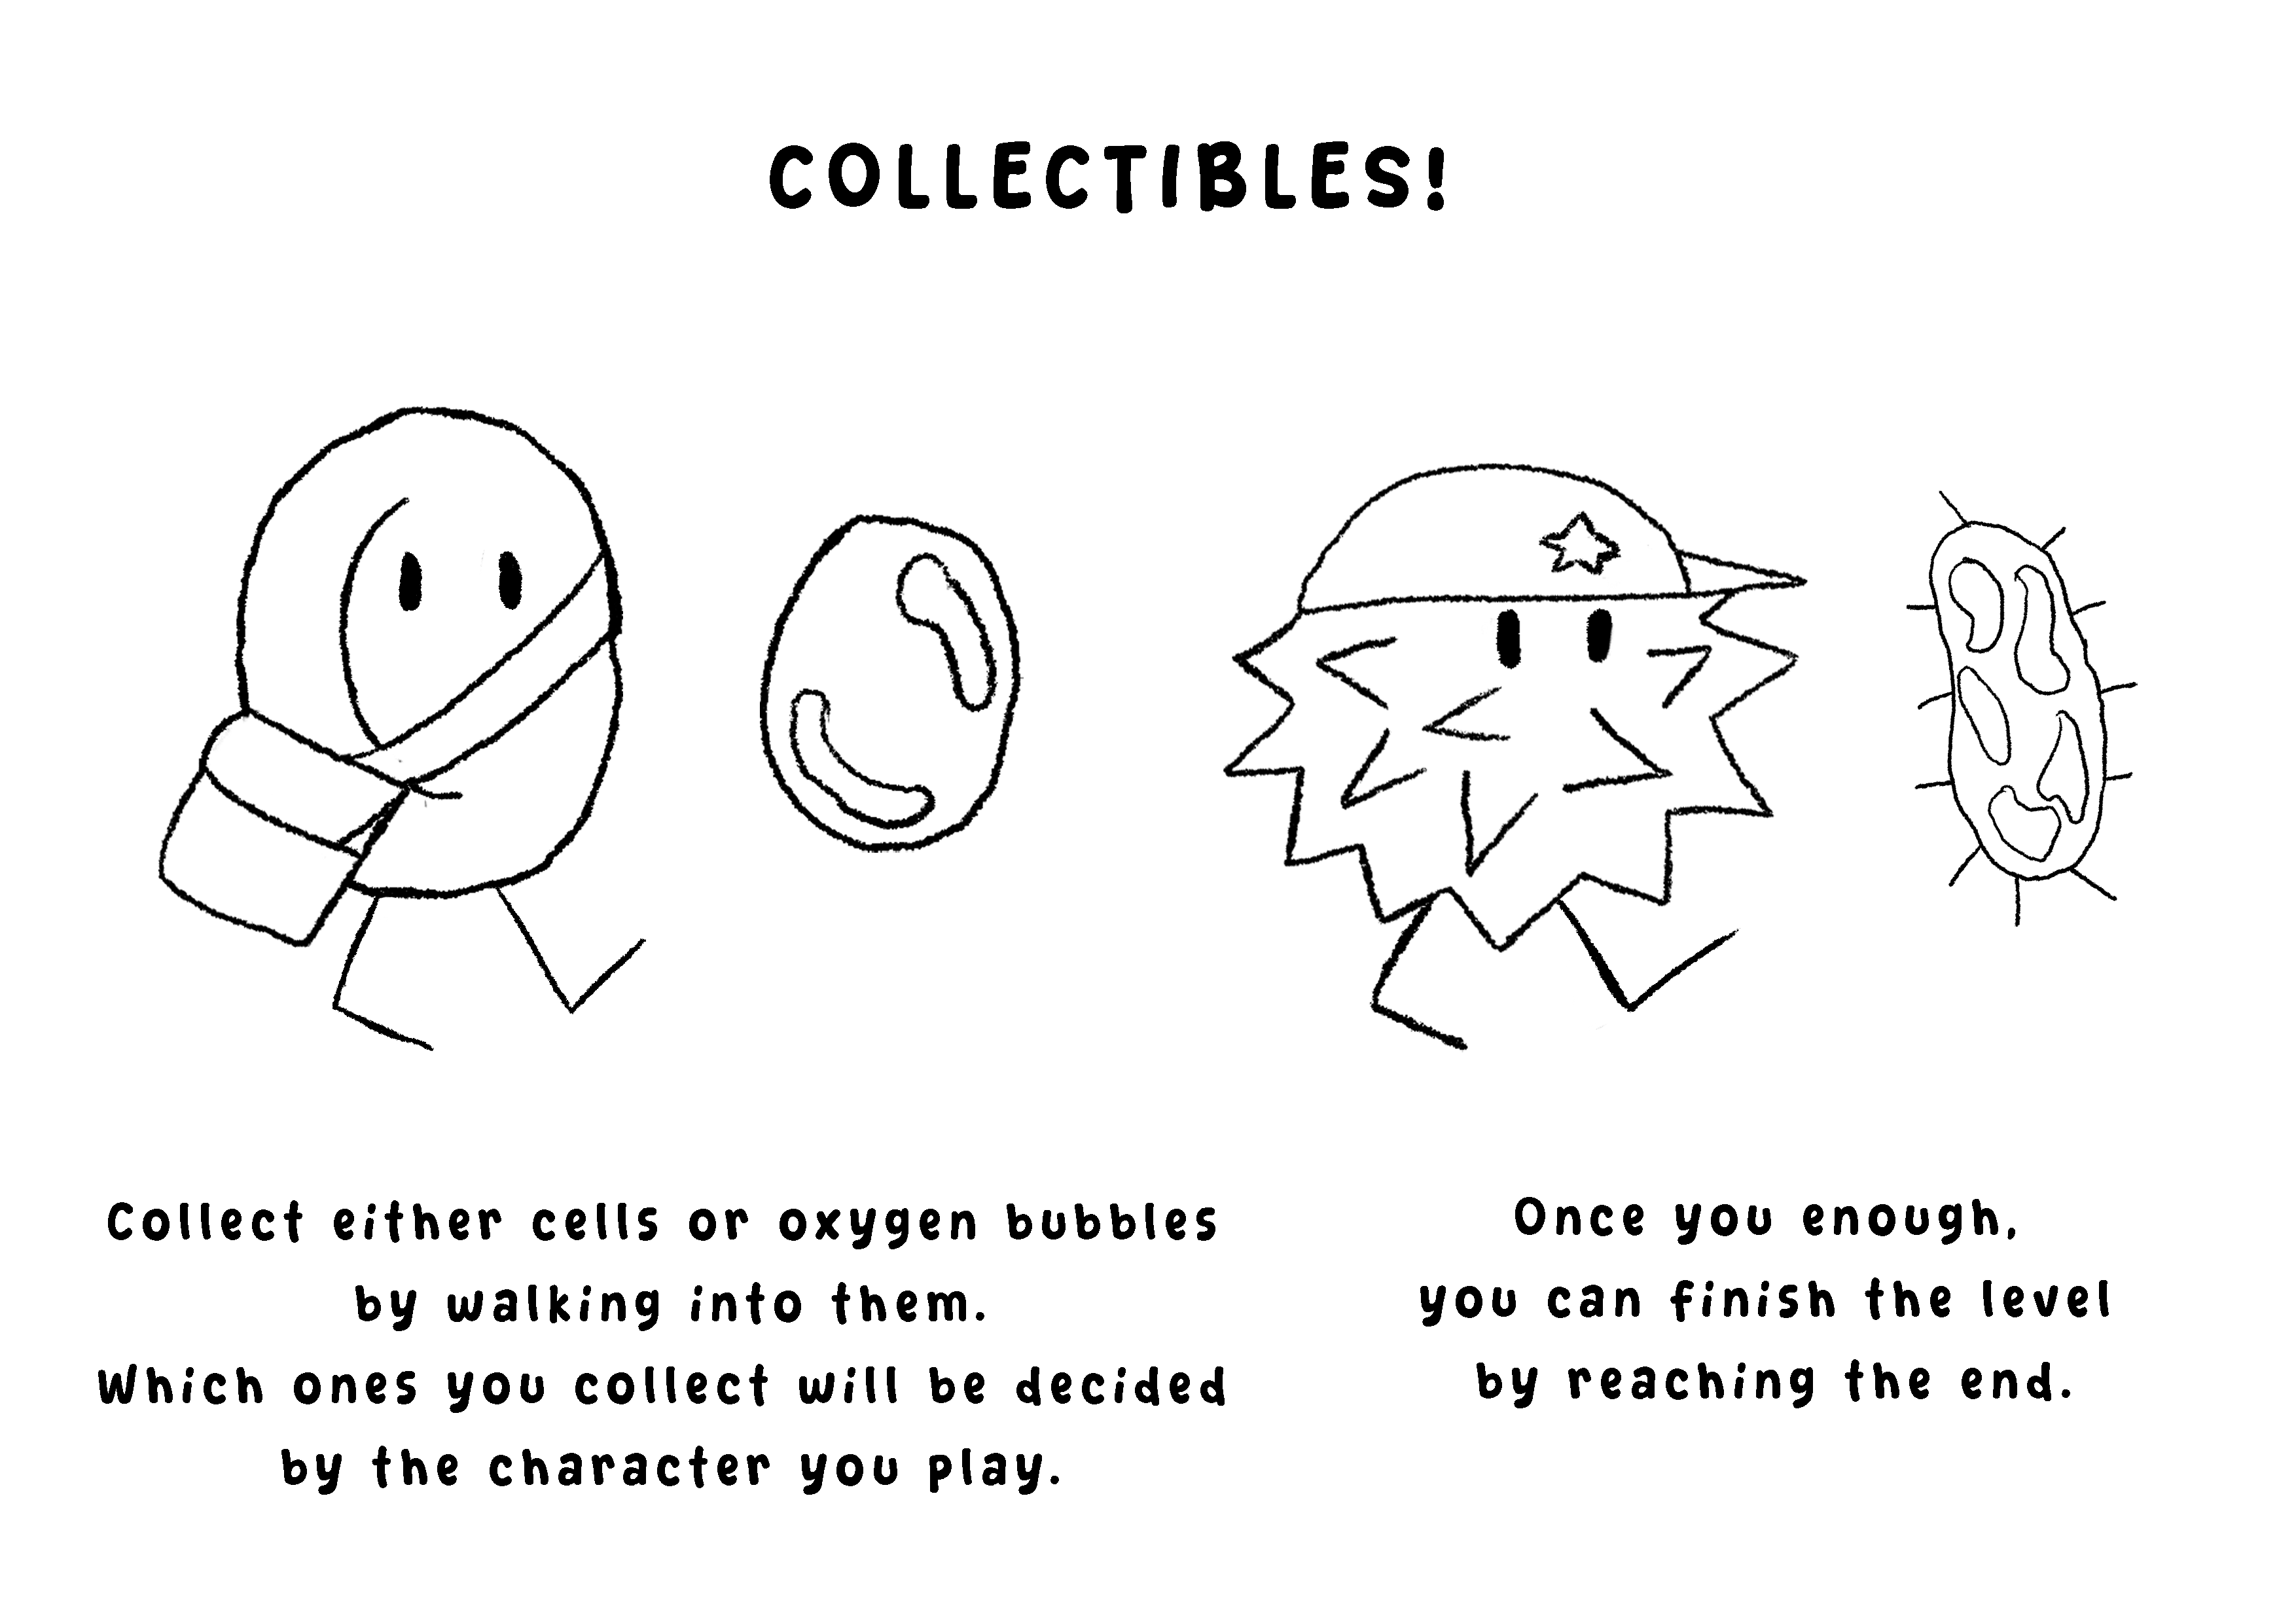 COLLECTIBLES!
Collect either cells or oxygen bubbles
by walking into them.
Which ones you collect will be decided
by the character you play.
Once you enough,
you can finish the level
by reaching the end.